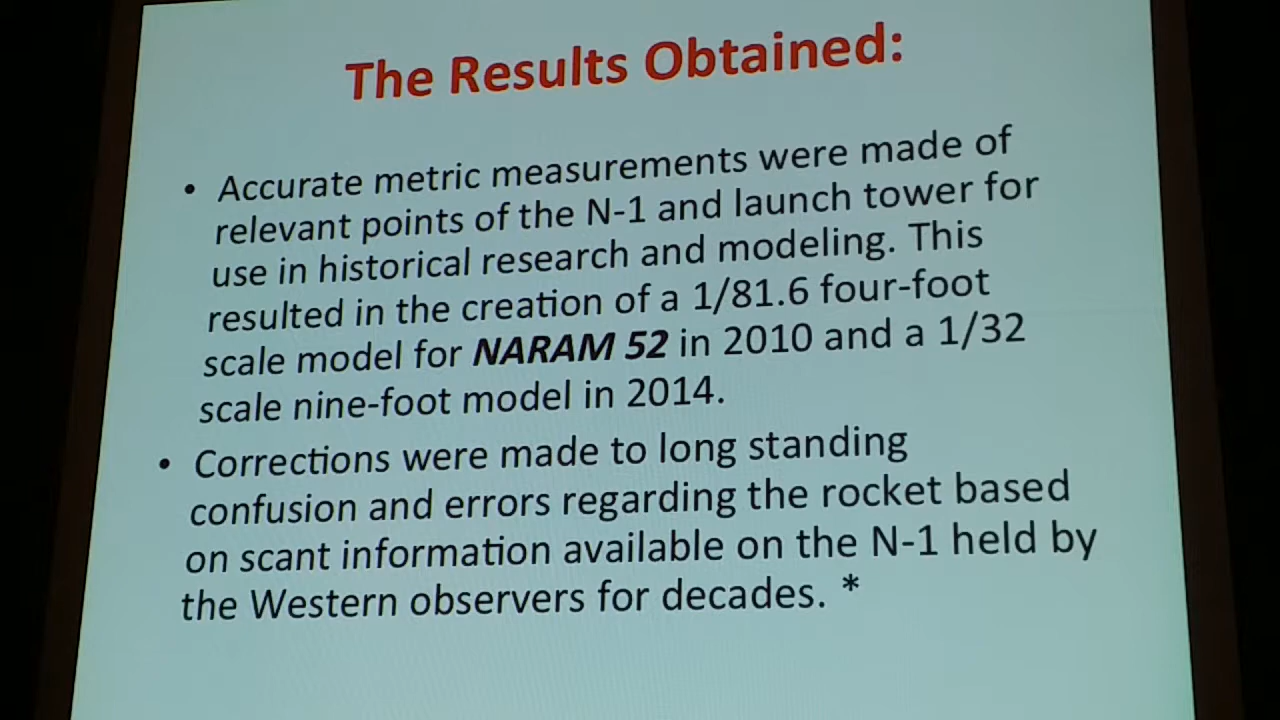 The Results Obtained:
• Accurate metric measurements were made of
relevant points of the N-1 and launch tower for
use in historical research and modeling. This
resulted in the creation of a 1/81.6 four-foot
scale model for NARAM 52 in 2010 and a 1/32
scale nine-foot model in 2014.
• Corrections were made to long standing
confusion and errors regarding the rocket based
on scant information available on the N-1 held by
the Western observers for decades. *